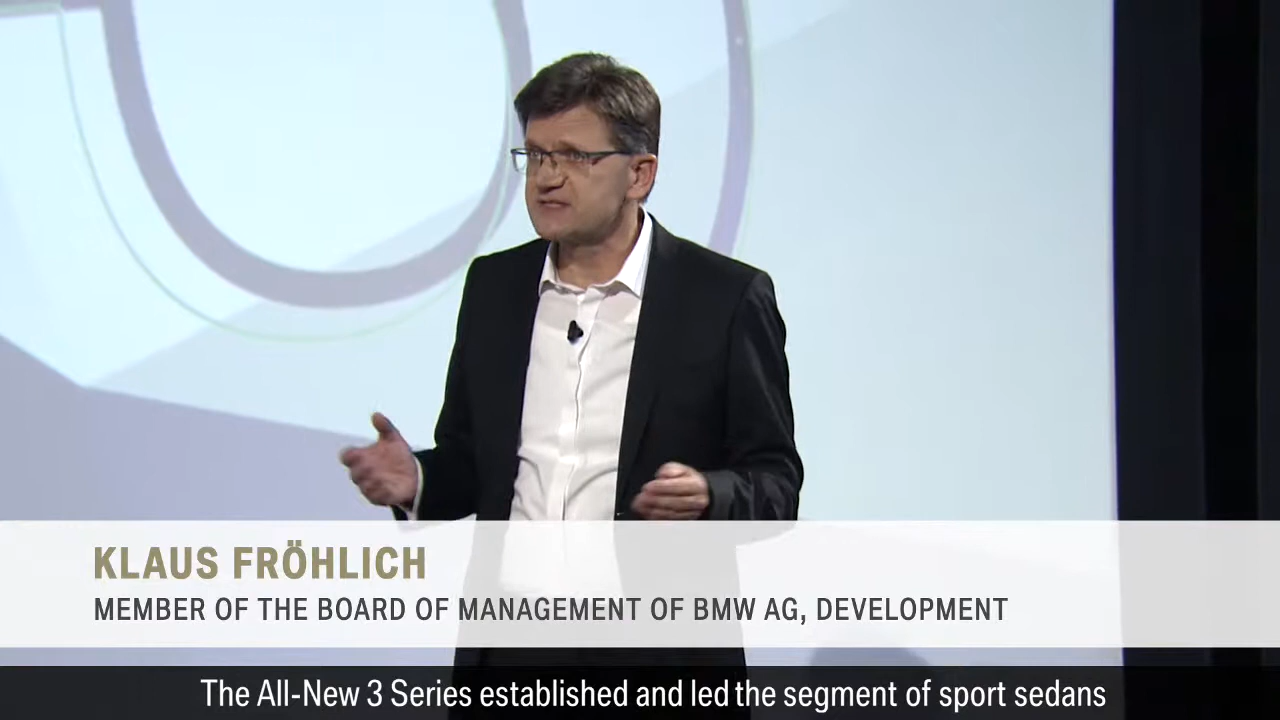 KLAUS FRÖHLICH
MEMBER OF THE BOARD OF MANAGEMENT OF BMW AG, DEVELOPMENT
The All-New 3 Series established and led the segment of sport sedans